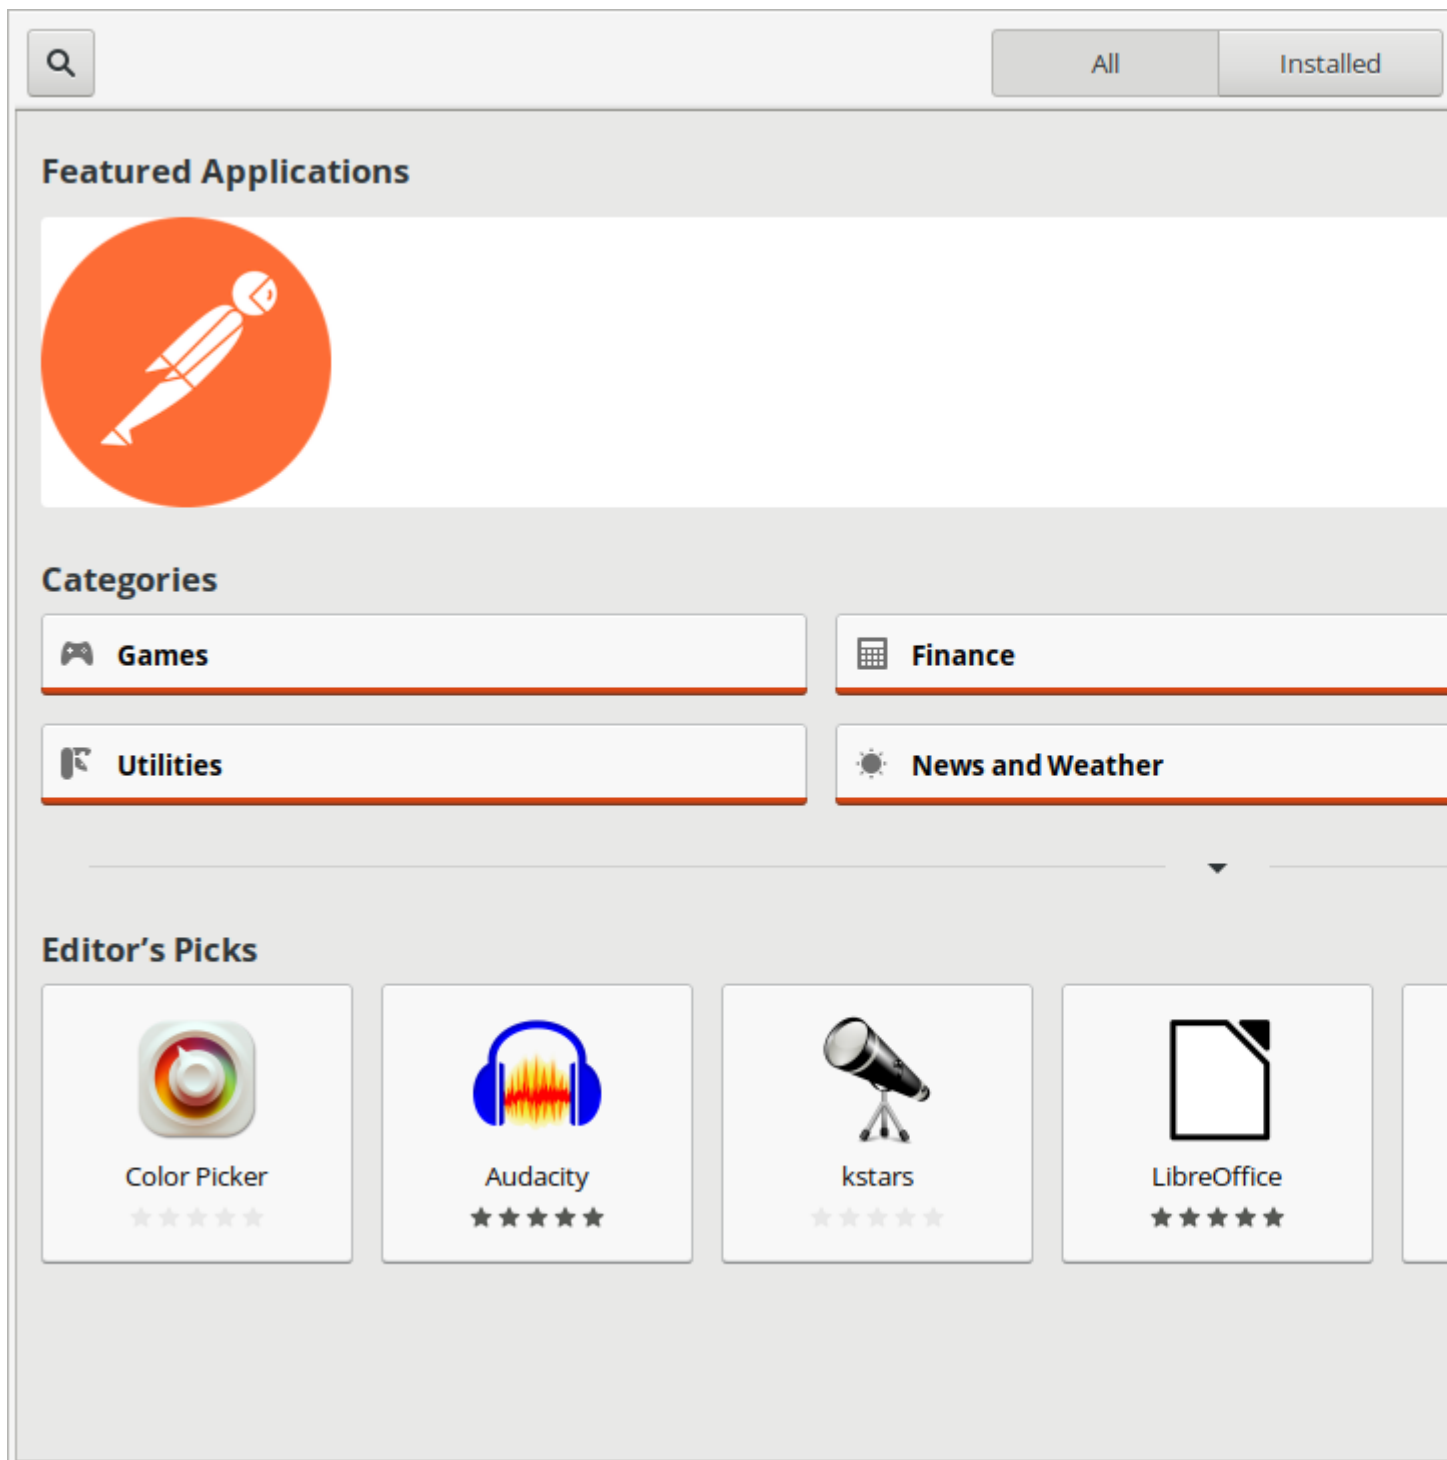 All Installed
Featured Applications
Categories
Games Finance
Utilities News and Weather
Editor’s Picks
Color Picker Audacity kstars LibreOffice